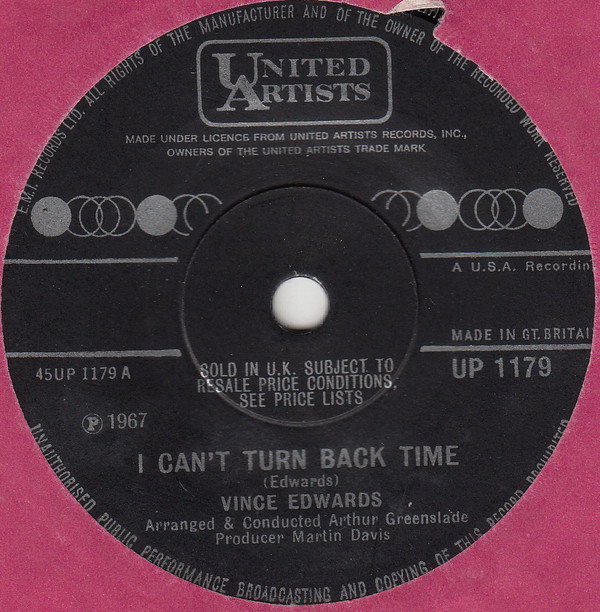 E.M.I. RECORDS LTD. ALL RIGHTS OF THE MANUFACTURER AND OF THE OWNER OF THE RECORDED WORK RESERVED
UNITED
ARTISTS
MADE UNDER LICENCE FROM UNITED ARTISTS RECORDS, INC.,
OWNERS OF THE UNITED ARTISTS TRADE MARK
A U.S.A. Recordin
MADE IN GT. BRITAI
45UP 1179 A
UP 1179
SOLD IN U.K. SUBJECT TO
RESALE PRICE CONDITIONS,
SEE PRICE LISTS
Ⓟ 1967
I CAN'T TURN BACK TIME
(Edwards)
VINCE EDWARDS
Arranged & Conducted Arthur Greenslade
Producer Martin Davis
UNAUTHORISED PUBLIC PERFORMANCE BROADCASTING AND COPYING OF THIS RECORD PROHIBITED